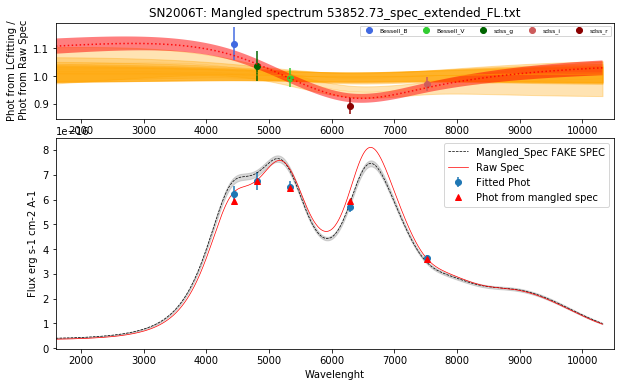 SN2006T: Mangled spectrum 53852.73_spec_extended_FL.txt
Phot from LCfitting /
Phot from Raw Spec
Bessell_B
Bessell_V
sdss_g
sdss_i
sdss_r
1.1
1.0
0.9
2000 3000 4000 5000 6000 7000 8000 9000 10000
Flux erg s-1 cm-2 A-1
8
7
6
5
4
3
2
1
0
Mangled_Spec FAKE SPEC
Raw Spec
Fitted Phot
Phot from mangled spec
2000 3000 4000 5000 6000 7000 8000 9000 10000
Wavelenght